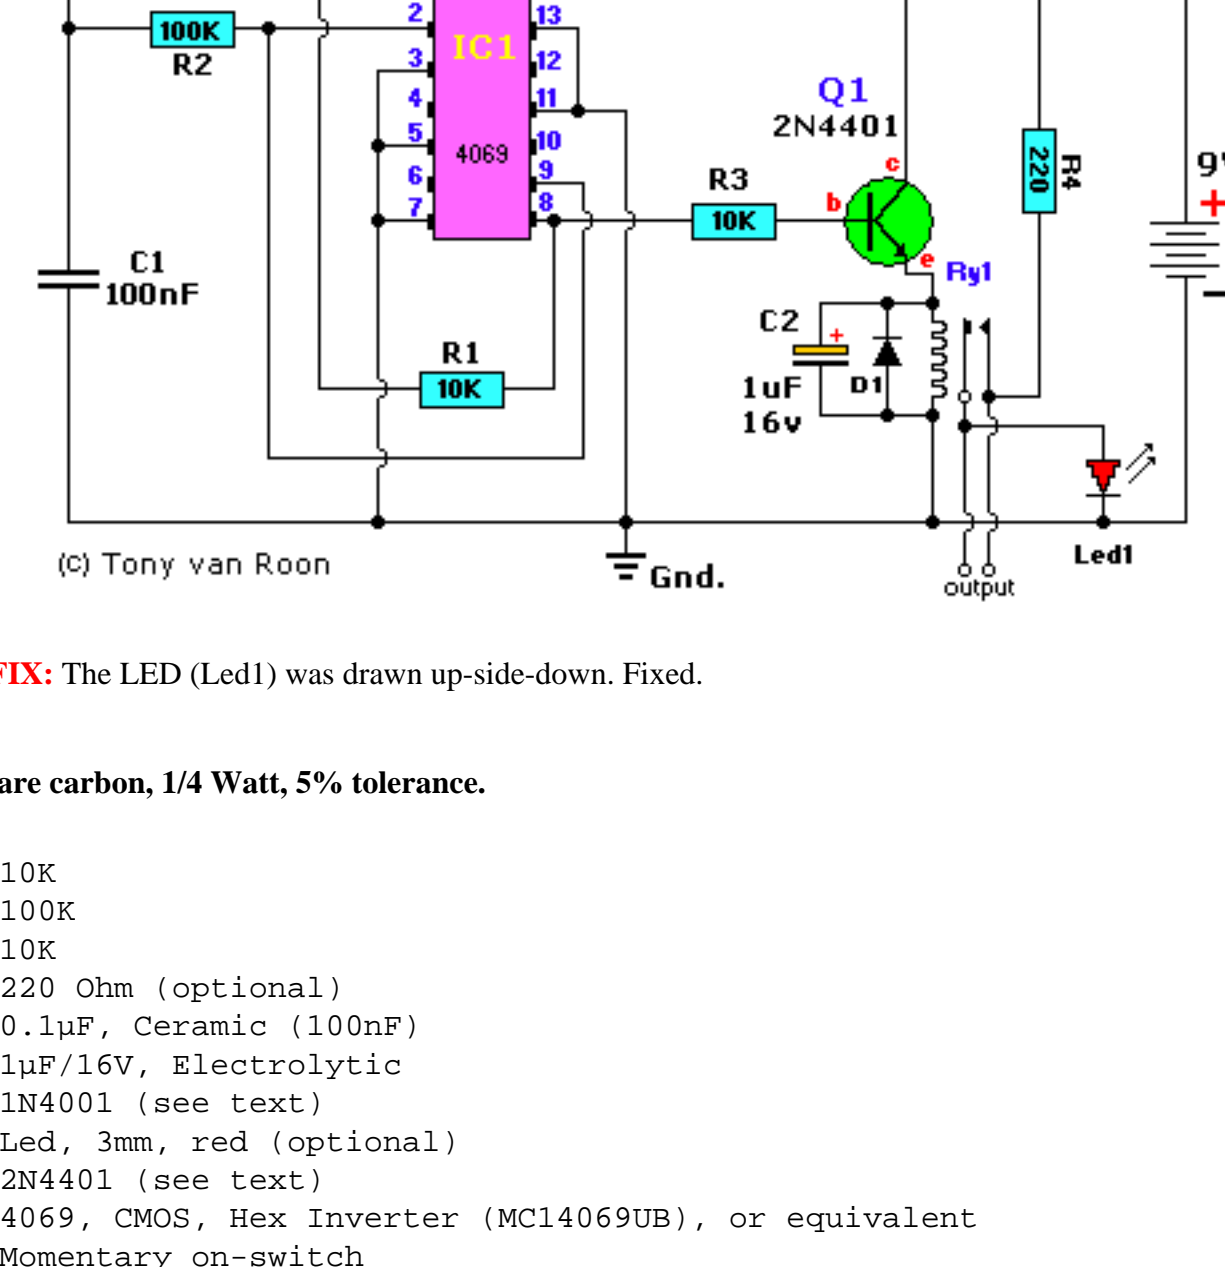 2
13
100K
IC1
R2
3
12
Q1
4
11
2N4401
5
10
4069
c
220
R4
6
9
R3
9
7
8
b
10K
+
C1
e
Ry1
100nF
C2
+
R1
10K
1uF
D1
16v
(c) Tony van Roon
Gnd.
Led1
output
FIX: The LED (Led1) was drawn up-side-down. Fixed.
are carbon, 1/4 Watt, 5% tolerance.
10K
100K
10K
220 Ohm (optional)
0.1µF, Ceramic (100nF)
1µF/16V, Electrolytic
1N4001 (see text)
Led, 3mm, red (optional)
2N4401 (see text)
4069, CMOS, Hex Inverter (MC14069UB), or equivalent
Momentary on-switch